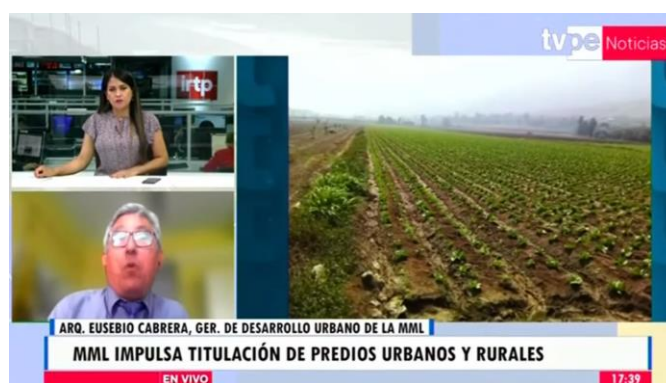 tvpe Noticias
irtp
ARQ. EUSEBIO CABRERA, GER. DE DESARROLLO URBANO DE LA MML
MML IMPULSA TITULACIÓN DE PREDIOS URBANOS Y RURALES
EN VIVO
17:39